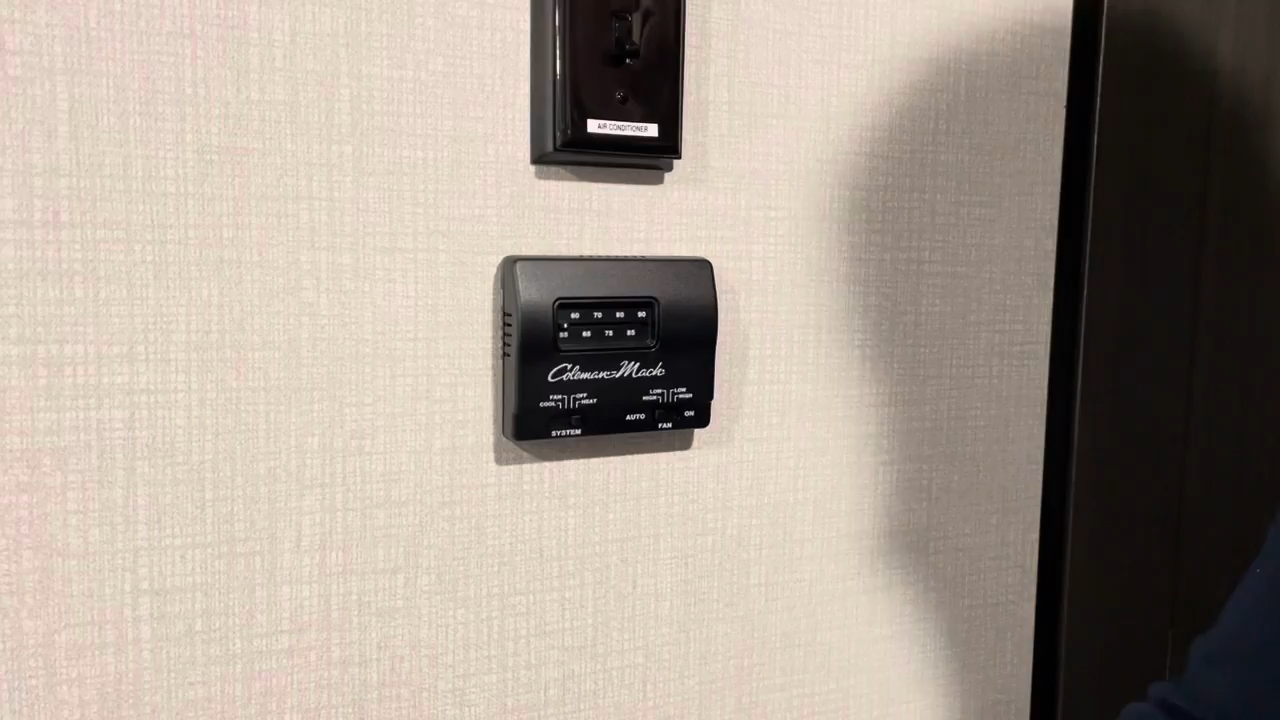 AIR CONDITIONER
60 70 80 90
55 65 75 85
Coleman-Mach
FAN OFF
COOL HEAT
SYSTEM
LOW LOW
HIGH HIGH
AUTO ON
FAN